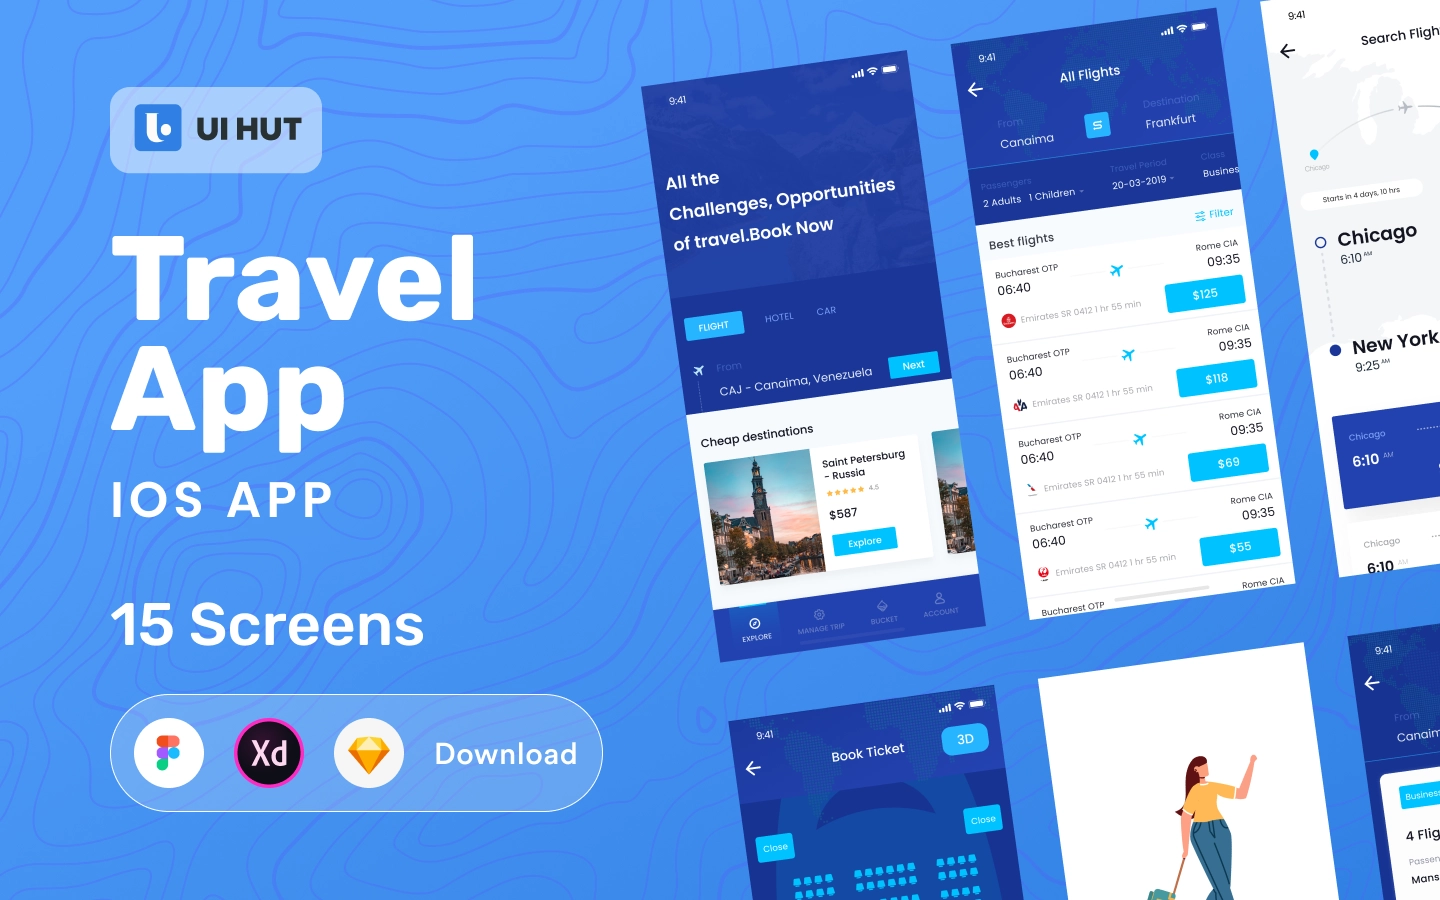 UI HUT
Travel
App
IOS APP
15 Screens
Xd
Download
9:41
All the
Challenges, Opportunities
of travel.Book Now
FLIGHT
HOTEL
CAR
From
CAJ - Canaima, Venezuela
Next
Cheap destinations
Saint Petersburg
- Russia
4.5
$587
Explore
EXPLORE
MANAGE TRIP
BUCKET
ACCOUNT
9:41
All Flights
From
Canaima
Destination
Frankfurt
Passengers
2 Adults 1 Children
Travel Period
20-03-2019
Class
Busines
Best flights
Filter
Bucharest OTP
06:40
Rome CIA
09:35
Emirates SR 0412 1 hr 55 min
$125
Bucharest OTP
06:40
Rome CIA
09:35
Emirates SR 0412 1 hr 55 min
$118
Bucharest OTP
06:40
Rome CIA
09:35
Emirates SR 0412 1 hr 55 min
$69
Bucharest OTP
06:40
Rome CIA
09:35
Emirates SR 0412 1 hr 55 min
$55
Bucharest OTP
Rome CIA
9:41
Search Fligh
Chicago
Starts in 4 days, 10 hrs
Chicago
6:10 AM
New York
9:25 AM
Chicago
6:10 AM
Chicago
6:10 AM
9:41
Book Ticket
3D
Close
Close
9:41
From
Canaim
Business
4 Flig
Passen
Mans